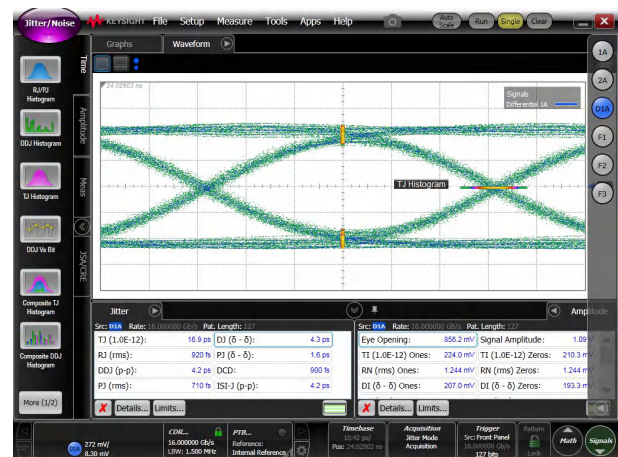 Jitter/Noise
KEYSIGHT File Setup Measure Tools Apps Help
Auto Scale
Run Single Clear
Graphs
Waveform
Time
Amplitude
Meas
JSA/CRE
RJ/PJ Histogram
DDJ Histogram
TJ Histogram
DDJ Vs Bit
Composite TJ Histogram
Composite DDJ Histogram
More (1/2)
24.02903 ns
Signals
Differential 1A
TJ Histogram
1A
2A
D1A
F1
F2
F3
Jitter
Amplitude
Src: D1A Rate: 16.000000 Gb/s Pat. Length: 127
TJ (1.0E-12): 16.9 ps DJ (δ - δ): 4.3 ps
RJ (rms): 920 fs PJ (δ - δ): 1.6 ps
DDJ (p-p): 4.2 ps DCD: 900 fs
PJ (rms): 710 fs ISI-J (p-p): 4.2 ps
Details... Limits...
Src: D1A Rate: 16.000000 Gb/s Pat. Length: 127
Eye Opening: 856.2 mV Signal Amplitude: 1.09 V
TI (1.0E-12) Ones: 224.0 mV TI (1.0E-12) Zeros: 210.3 mV
RN (rms) Ones: 1.244 mV RN (rms) Zeros: 1.244 mV
DI (δ - δ) Ones: 207.0 mV DI (δ - δ) Zeros: 193.3 mV
Details... Limits...
D1A
272 mV/
8.30 mV
CDR...
16.000000 Gb/s
LBW: 1.500 MHz
PTB...
Reference:
Internal Reference
Timebase
10.42 ps/
Pos: 24.02903 ns
Acquisition
Jitter Mode
Acquisition
Trigger
Src: Front Panel
16.000000 Gb/s
127 bits
Pattern
Lock
Math
Signals